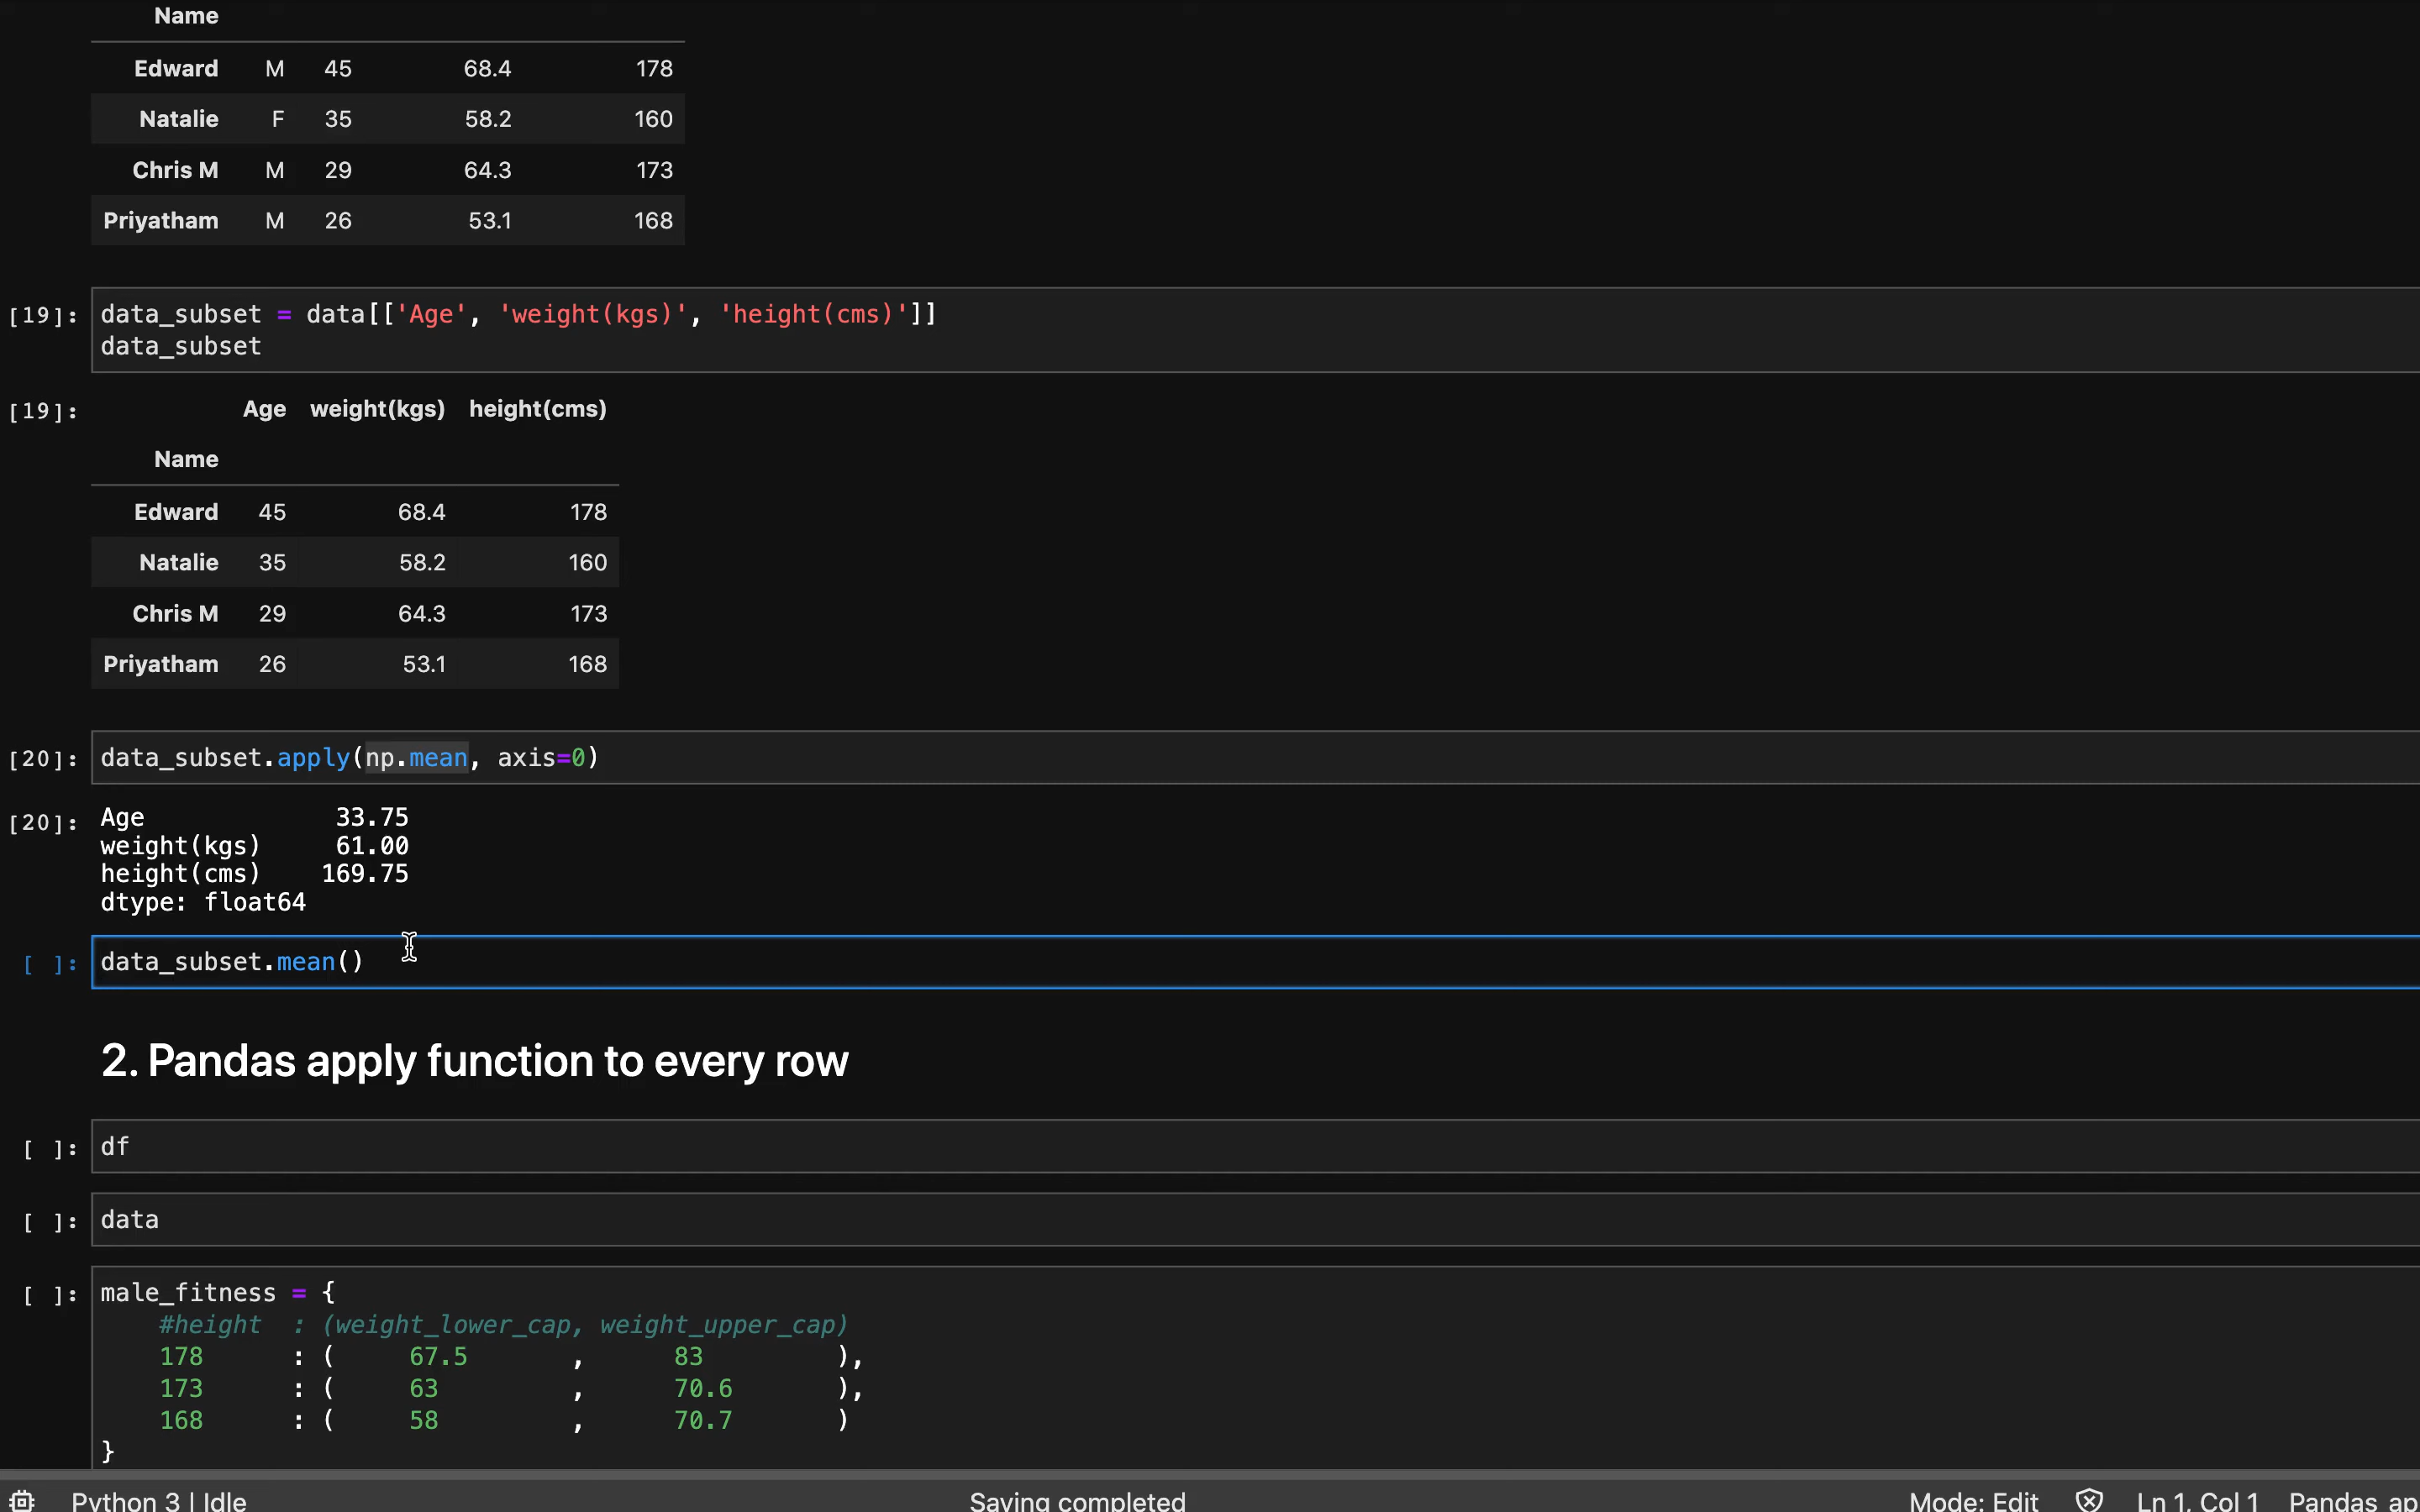 Name
Edward M 45 68.4 178
Natalie F 35 58.2 160
Chris M M 29 64.3 173
Priyatham M 26 53.1 168
[19]: data_subset = data[['Age', 'weight(kgs)', 'height(cms)']]
data_subset
[19]: Age weight(kgs) height(cms)
Name
Edward 45 68.4 178
Natalie 35 58.2 160
Chris M 29 64.3 173
Priyatham 26 53.1 168
[20]: data_subset.apply(np.mean, axis=0)
[20]: Age 33.75
weight(kgs) 61.00
height(cms) 169.75
dtype: float64
[ ]: data_subset.mean()
2. Pandas apply function to every row
[ ]: df
[ ]: data
[ ]: male_fitness = {
#height : (weight_lower_cap, weight_upper_cap)
178 : ( 67.5 , 83 ),
173 : ( 63 , 70.6 ),
168 : ( 58 , 70.7 )
}
Python 3 | Idle Saving completed Mode: Edit Ln 1, Col 1 Pandas_ap